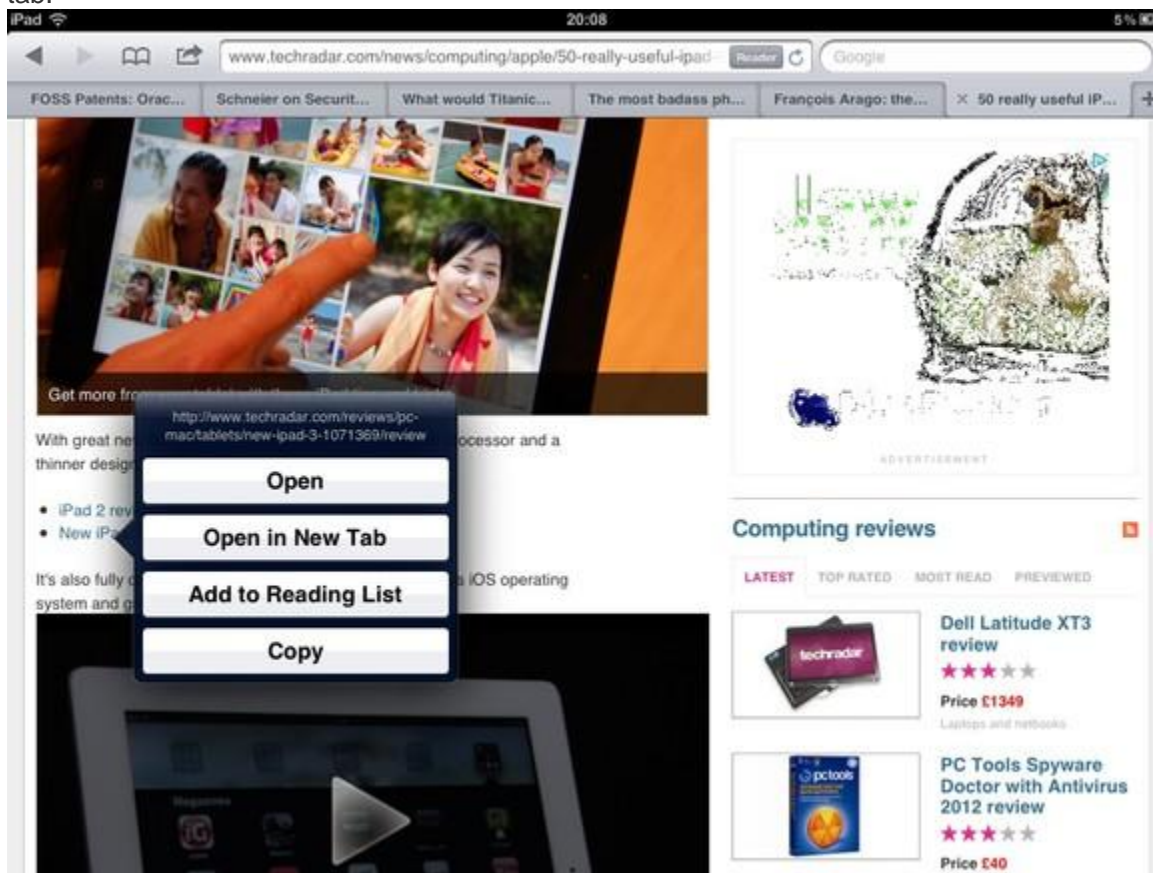 tab.
iPad 20:08 5%
www.techradar.com/news/computing/apple/50-really-useful-ipad- Reader Google
FOSS Patents: Orac... Schneier on Securit... What would Titanic... The most badass ph... François Arago: the... × 50 really useful iP... +
Get more from
http://www.techradar.com/reviews/pc-
mac/tablets/new-ipad-3-1071369/review
With great ocessor and a
thinner design
Open
iPad 2 rev
Open in New Tab
New iPa
It's also fully s iOS operating
system and g
Add to Reading List
Copy
ADVERTISEMENT
Computing reviews
LATEST TOP RATED MOST READ PREVIEWED
techradar
Dell Latitude XT3
review
Price £1349
Laptops and netbooks
pctools
PC Tools Spyware
Doctor with Antivirus
2012 review
Price £40